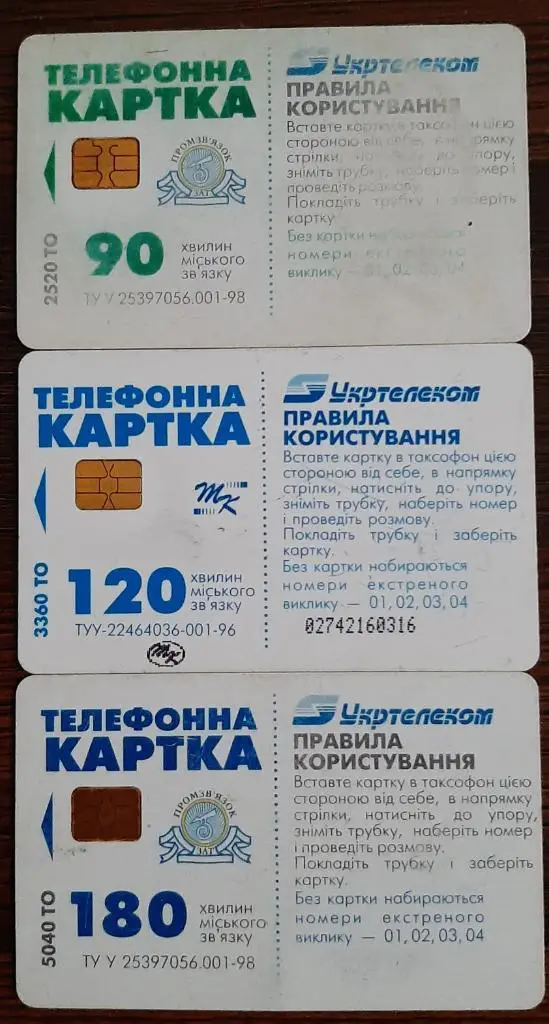 ТЕЛЕФОННА
КАРТКА
ПРОМЗВ'ЯЗОК
ЗАТ
2520 ТО
90
ХВИЛИН
МІСЬКОГО
ЗВ'ЯЗКУ
ТУ У 25397056.001-98
Укртелеком
ПРАВИЛА
КОРИСТУВАННЯ
Вставте картку в таксофон цією
стороною від себе, в напрямку
стрілки, натисніть до упору,
зніміть трубку, наберіть номер
і проведіть розмову.
Покладіть трубку і заберіть
картку.
Без картки набираються
номери екстреного
виклику — 01, 02, 03, 04
ТЕЛЕФОННА
КАРТКА
МК
3360 ТО
120
ХВИЛИН
МІСЬКОГО
ЗВ'ЯЗКУ
ТУУ-22464036-001-96
МК
Укртелеком
ПРАВИЛА
КОРИСТУВАННЯ
Вставте картку в таксофон цією
стороною від себе, в напрямку
стрілки, натисніть до упору,
зніміть трубку, наберіть номер
і проведіть розмову.
Покладіть трубку і заберіть
картку.
Без картки набираються
номери екстреного
виклику — 01, 02, 03, 04
02742160316
ТЕЛЕФОННА
КАРТКА
ПРОМЗВ'ЯЗОК
ЗАТ
5040 ТО
180
ХВИЛИН
МІСЬКОГО
ЗВ'ЯЗКУ
ТУ У 25397056.001-98
Укртелеком
ПРАВИЛА
КОРИСТУВАННЯ
Вставте картку в таксофон цією
стороною від себе, в напрямку
стрілки, натисніть до упору,
зніміть трубку, наберіть номер
і проведіть розмову.
Покладіть трубку і заберіть
картку.
Без картки набираються
номери екстреного
виклику — 01, 02, 03, 04